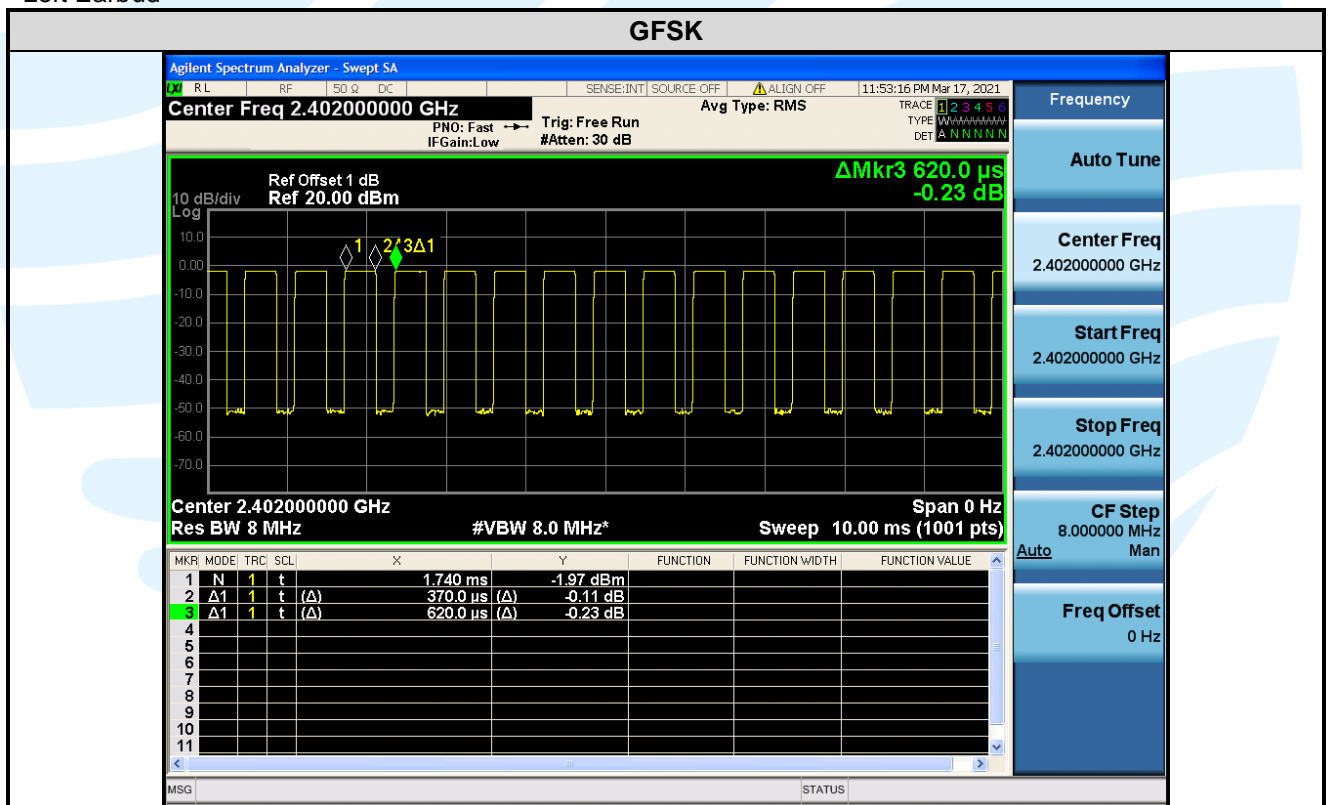 GFSK
Agilent Spectrum Analyzer - Swept SA
LXI RL RF 50 Ω DC SENSE:INT SOURCE OFF ALIGN OFF 11:53:16 PM Mar 17, 2021
Center Freq 2.402000000 GHz
PNO: Fast
IFGain:Low
Trig: Free Run
#Atten: 30 dB
Avg Type: RMS
TRACE 1 2 3 4 5 6
TYPE
DET A N N N N N
ΔMkr3 620.0 µs
-0.23 dB
Ref Offset 1 dB
10 dB/div Ref 20.00 dBm
Log
10.0
0.00
-10.0
-20.0
-30.0
-40.0
-50.0
-60.0
-70.0
1
3Δ1
Center 2.402000000 GHz Span 0 Hz
Res BW 8 MHz #VBW 8.0 MHz* Sweep 10.00 ms (1001 pts)
MKR MODE TRC SCL X Y FUNCTION FUNCTION WIDTH FUNCTION VALUE
1 N 1 t 1.740 ms -1.97 dBm
2 Δ1 1 t (Δ) 370.0 µs (Δ) -0.11 dB
3 Δ1 1 t (Δ) 620.0 µs (Δ) -0.23 dB
4
5
6
7
8
9
10
11
MSG STATUS
Frequency
Auto Tune
Center Freq
2.402000000 GHz
Start Freq
2.402000000 GHz
Stop Freq
2.402000000 GHz
CF Step
8.000000 MHz
Auto Man
Freq Offset
0 Hz